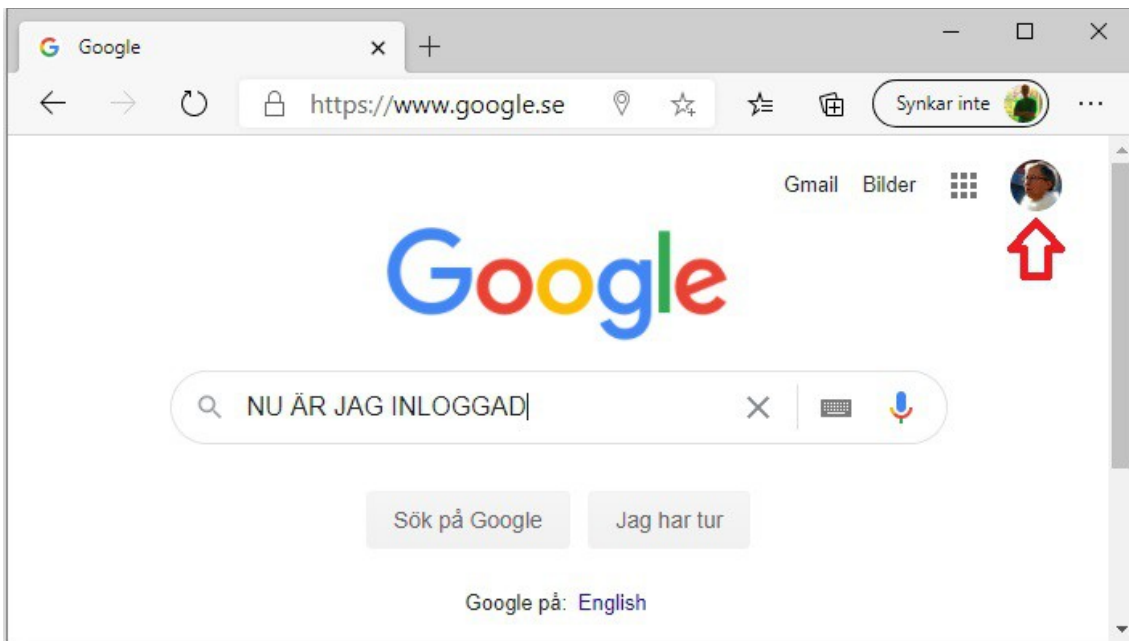 Google
https://www.google.se
Synkar inte
Gmail Bilder
Google
NU ÄR JAG INLOGGAD
Sök på Google Jag har tur
Google på: English